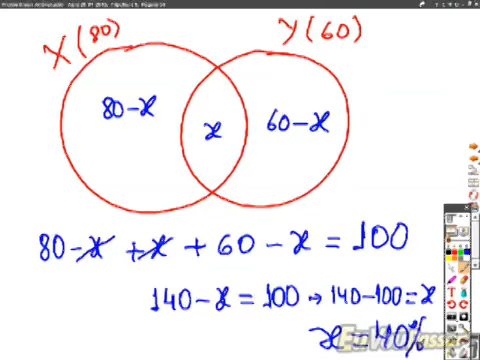 X (80)
Y (60)
80-x
x
60-x
80-x + x + 60 - x = 100
140 - x = 100 → 140 - 100 = x
x = 40%